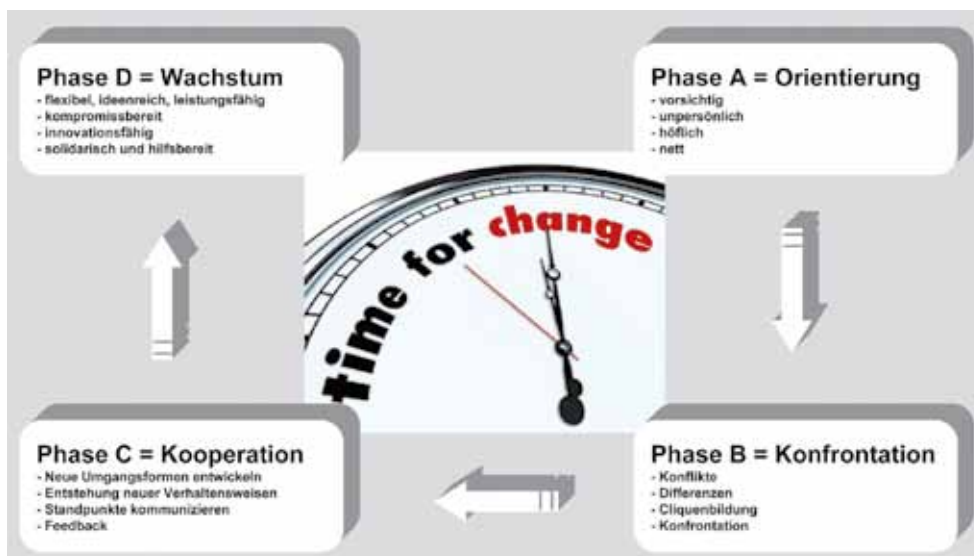 Phase D = Wachstum
- flexibel, ideenreich, leistungsfähig
- kompromissbereit
- innovationsfähig
- solidarisch und hilfsbereit
Phase A = Orientierung
- vorsichtig
- unpersönlich
- höflich
- nett
time for change
Phase C = Kooperation
- Neue Umgangsformen entwickeln
- Entstehung neuer Verhaltensweisen
- Standpunkte kommunizieren
- Feedback
Phase B = Konfrontation
- Konflikte
- Differenzen
- Cliquenbildung
- Konfrontation